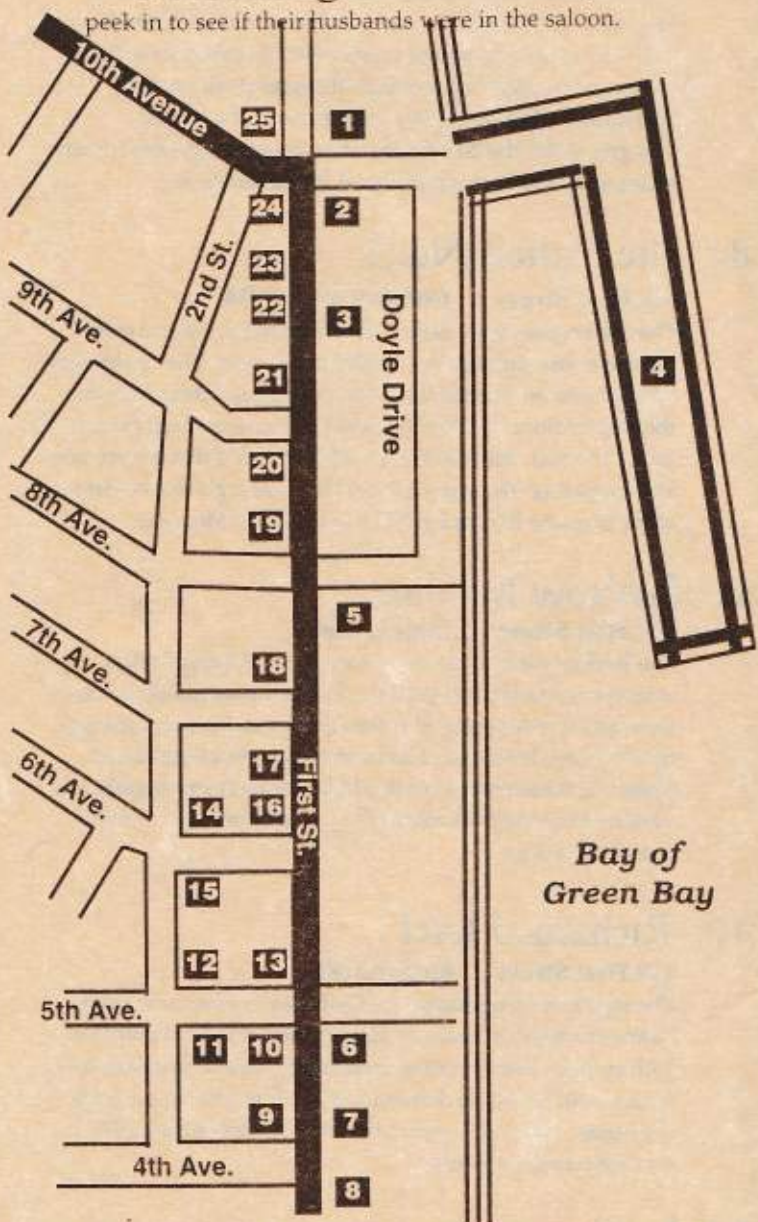 peek in to see if their husbands were in the saloon.
10th Avenue
25
1
24
2
2nd St.
23
22
3
Doyle Drive
9th Ave.
21
4
20
8th Ave.
19
5
7th Ave.
18
17
First St.
6th Ave.
14
16
Bay of
Green Bay
15
12
13
5th Ave.
11
10
6
9
7
4th Ave.
8